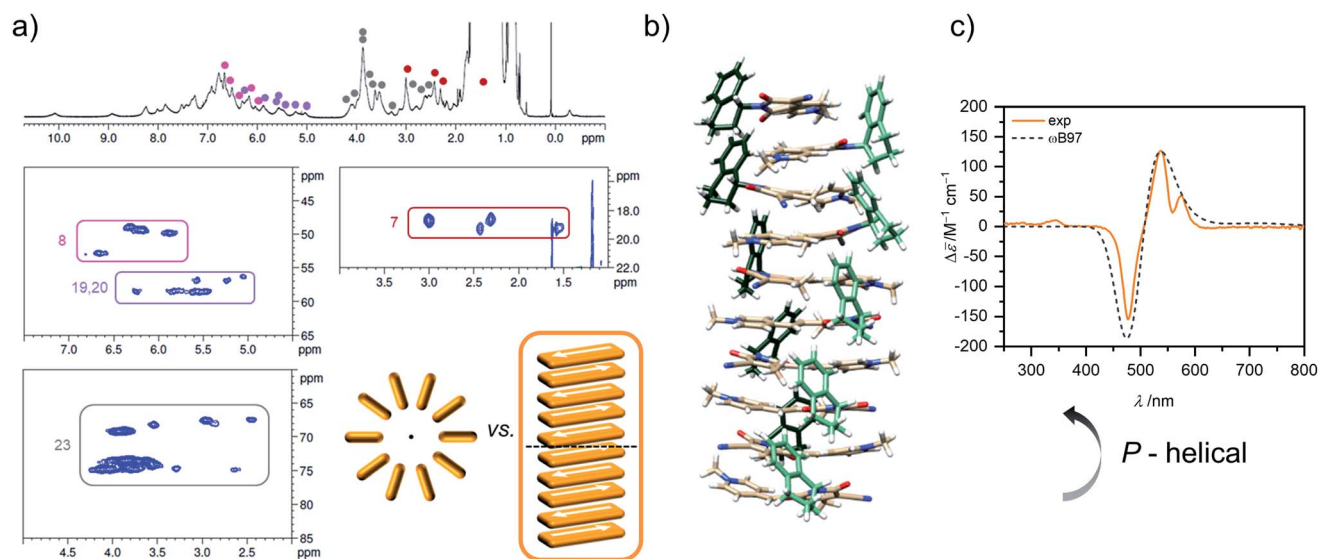 a)
10.0 9.0 8.0 7.0 6.0 5.0 4.0 3.0 2.0 1.0 0.0
ppm
ppm
8
19,20
50
55
60
65
7.0 6.5 6.0 5.5 5.0
ppm
ppm
7
18.0
20.0
22.0
3.5 3.0 2.5 2.0 1.5
ppm
ppm
23
65
70
75
80
85
4.5 4.0 3.5 3.0 2.5
ppm
vs.
b)
c)
exp
ωB97
200
150
100
50
0
-50
-100
-150
-200
Δε̄ /M⁻¹ cm⁻¹
300 400 500 600 700 800
λ /nm
P - helical